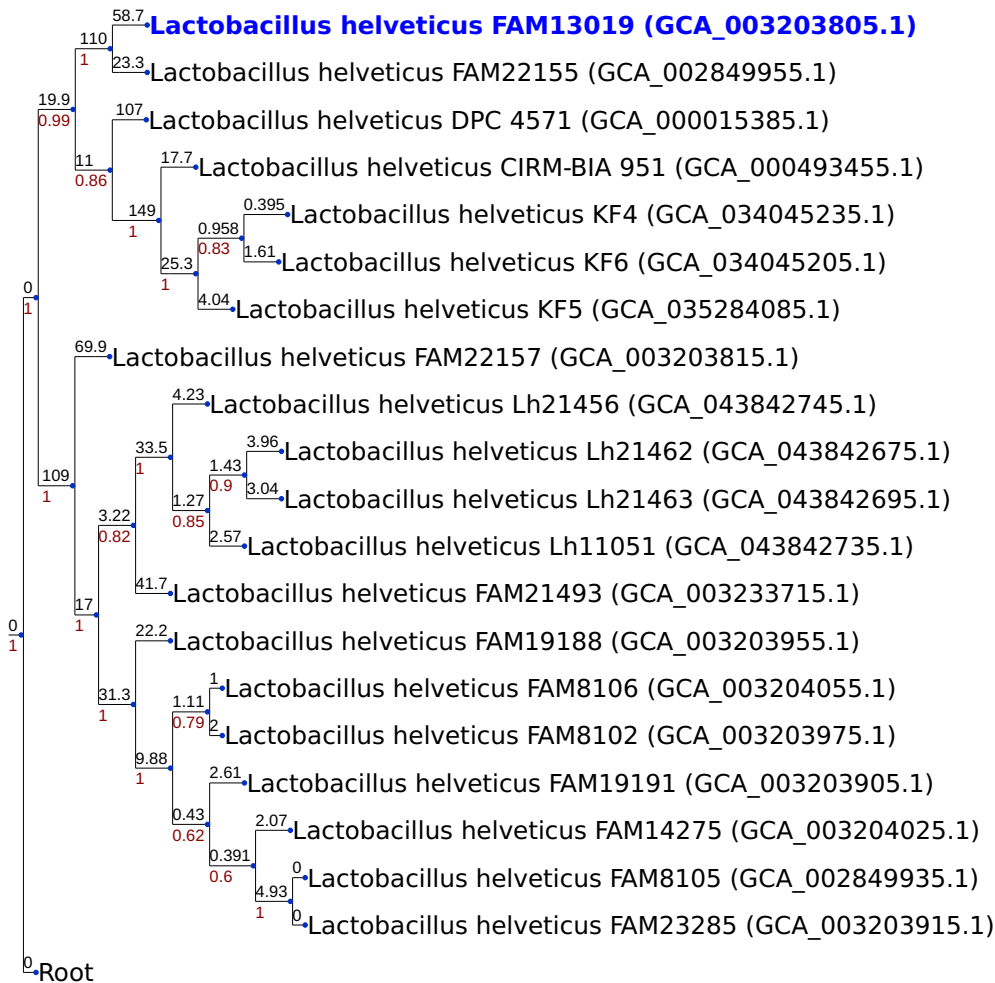 58.7
Lactobacillus helveticus FAM13019 (GCA_003203805.1)
110
1
23.3
Lactobacillus helveticus FAM22155 (GCA_002849955.1)
19.9
0.99
107
Lactobacillus helveticus DPC 4571 (GCA_000015385.1)
11
0.86
17.7
Lactobacillus helveticus CIRM-BIA 951 (GCA_000493455.1)
149
1
0.395
Lactobacillus helveticus KF4 (GCA_034045235.1)
0.958
0.83
1.61
Lactobacillus helveticus KF6 (GCA_034045205.1)
25.3
1
4.04
Lactobacillus helveticus KF5 (GCA_035284085.1)
0
1
69.9
Lactobacillus helveticus FAM22157 (GCA_003203815.1)
4.23
Lactobacillus helveticus Lh21456 (GCA_043842745.1)
33.5
1
3.96
Lactobacillus helveticus Lh21462 (GCA_043842675.1)
1.43
0.9
109
1
3.04
Lactobacillus helveticus Lh21463 (GCA_043842695.1)
1.27
0.85
3.22
0.82
2.57
Lactobacillus helveticus Lh11051 (GCA_043842735.1)
41.7
Lactobacillus helveticus FAM21493 (GCA_003233715.1)
17
1
0
1
22.2
Lactobacillus helveticus FAM19188 (GCA_003203955.1)
31.3
1
1
Lactobacillus helveticus FAM8106 (GCA_003204055.1)
1.11
0.79
2
Lactobacillus helveticus FAM8102 (GCA_003203975.1)
9.88
1
2.61
Lactobacillus helveticus FAM19191 (GCA_003203905.1)
0.43
0.62
2.07
Lactobacillus helveticus FAM14275 (GCA_003204025.1)
0.391
0.6
0
Lactobacillus helveticus FAM8105 (GCA_002849935.1)
4.93
1
0
Lactobacillus helveticus FAM23285 (GCA_003203915.1)
0
Root